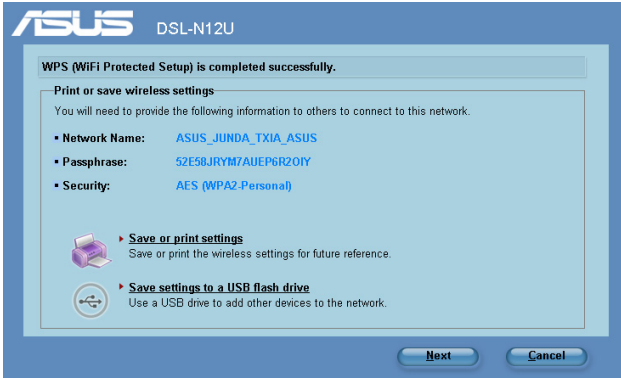 ASUS DSL-N12U
WPS (WiFi Protected Setup) is completed successfully.
Print or save wireless settings
You will need to provide the following information to others to connect to this network.
Network Name: ASUS_JUNDA_TXIA_ASUS
Passphrase: 52E58JRYM7AUEP6R2OIY
Security: AES (WPA2-Personal)
Save or print settings
Save or print the wireless settings for future reference.
Save settings to a USB flash drive
Use a USB drive to add other devices to the network.
Next Cancel